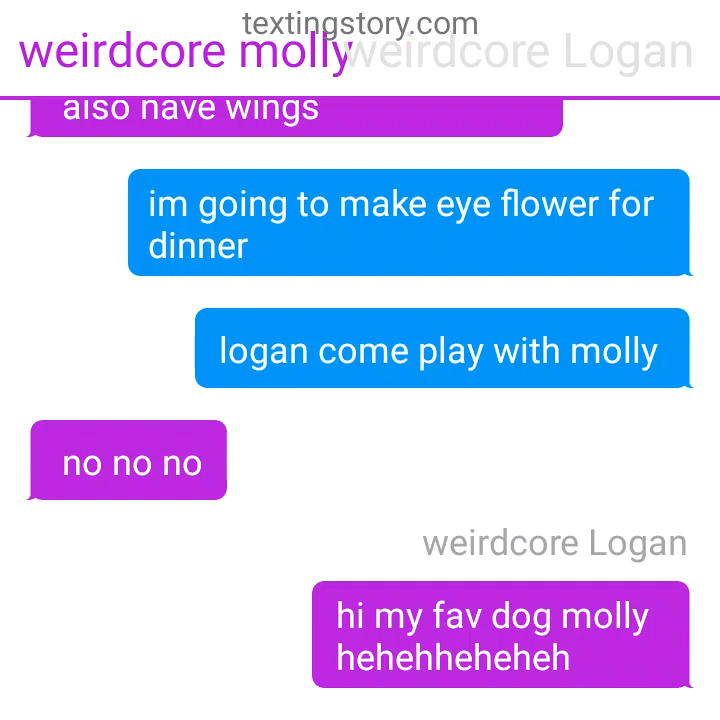 textingstory.com
weirdcore molly weirdcore Logan
also have wings
im going to make eye flower for
dinner
logan come play with molly
no no no
weirdcore Logan
hi my fav dog molly
hehehheheheh